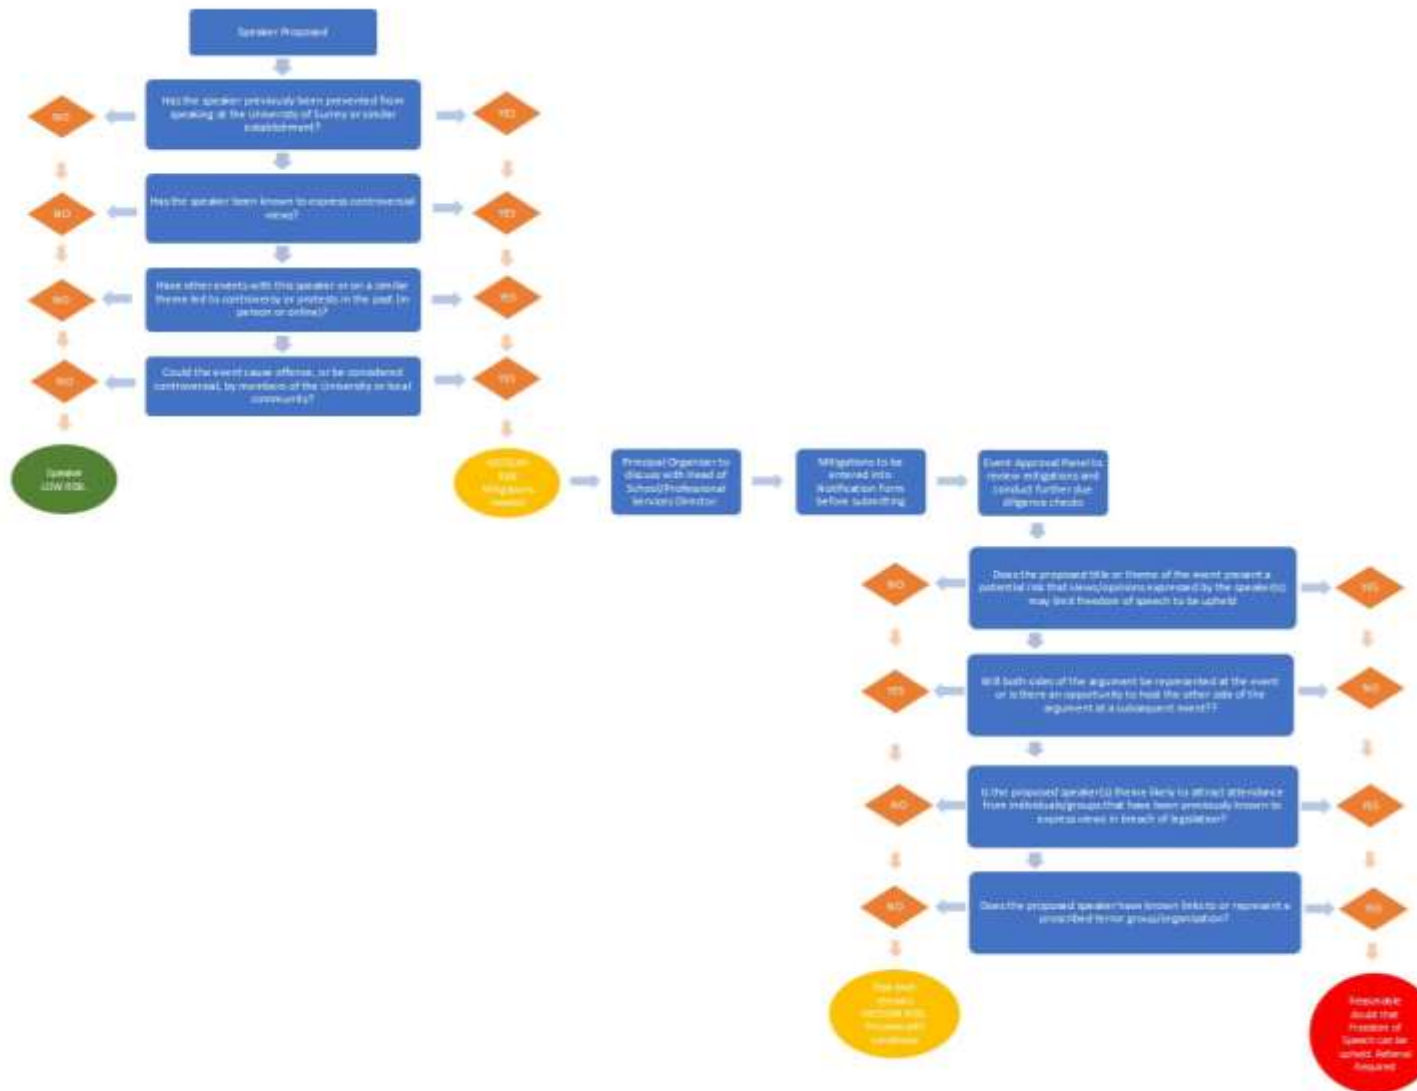 Speaker Proposed
Has the speaker previously been prevented from
speaking at the University of Surrey or similar
establishment?
NO
YES
Has the speaker been known to express controversial
views?
NO
YES
Have other events with this speaker or on a similar
theme led to controversy or protests in the past (in
person or online)?
NO
YES
Could the event cause offense, or be considered
controversial, by members of the University or local
community?
NO
YES
Speaker
LOW RISK
MEDIUM
RISK
Mitigations
needed
Principal Organiser to
discuss with Head of
School/Professional
Services Director
Mitigations to be
entered into
Notification Form
before submitting
Event Approval Panel to
review mitigations and
conduct further due
diligence checks
Does the proposed title or theme of the event present a
potential risk that views/opinions expressed by the speaker(s)
may limit freedom of speech to be upheld
NO
YES
Will both sides of the argument be represented at the event
or is there an opportunity to host the other side of the
argument at a subsequent event??
YES
NO
Is the proposed speaker(s) theme likely to attract attendance
from individuals/groups that have been previously known to
express views in breach of legislation?
NO
YES
Does the proposed speaker have known links to or represent a
proscribed terror group/organisation?
NO
MEDIUM RISK
Reasonable
doubt that
Freedom of
Speech can be
upheld. Referral
Required